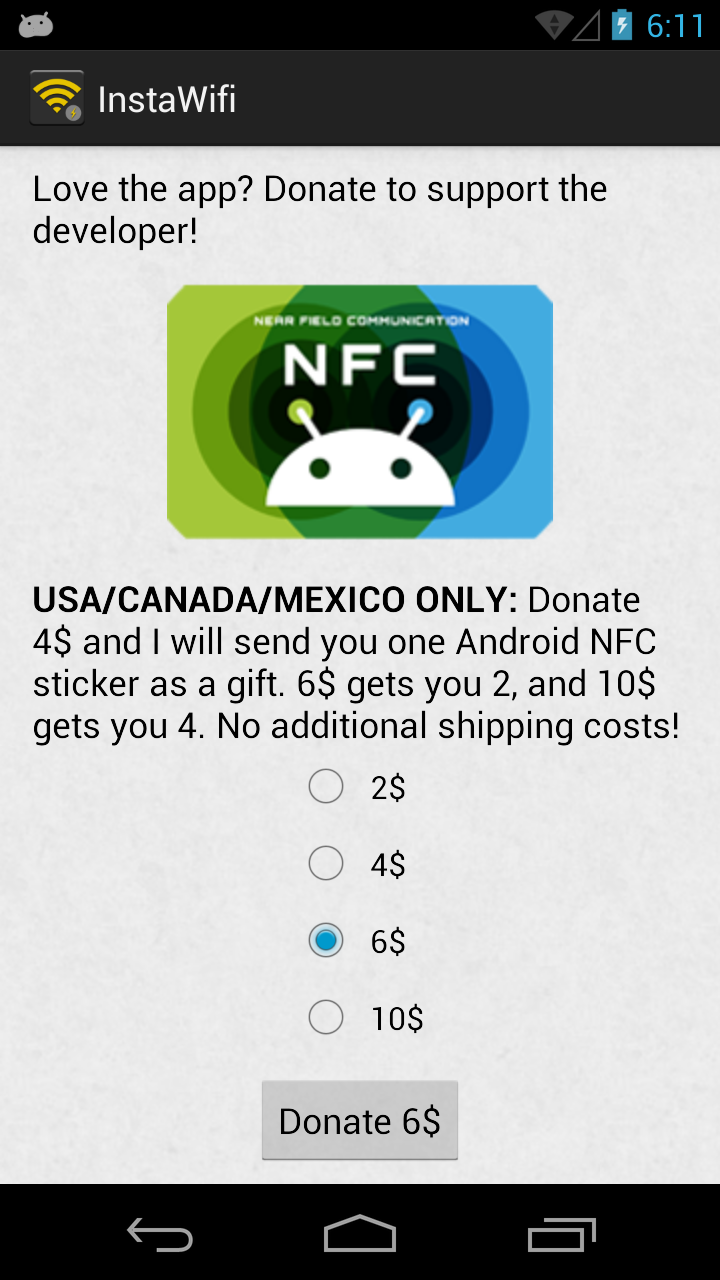 6:11
InstaWifi
Love the app? Donate to support the
developer!
NEAR FIELD COMMUNICATION
NFC
USA/CANADA/MEXICO ONLY: Donate
4$ and I will send you one Android NFC
sticker as a gift. 6$ gets you 2, and 10$
gets you 4. No additional shipping costs!
2$
4$
6$
10$
Donate 6$